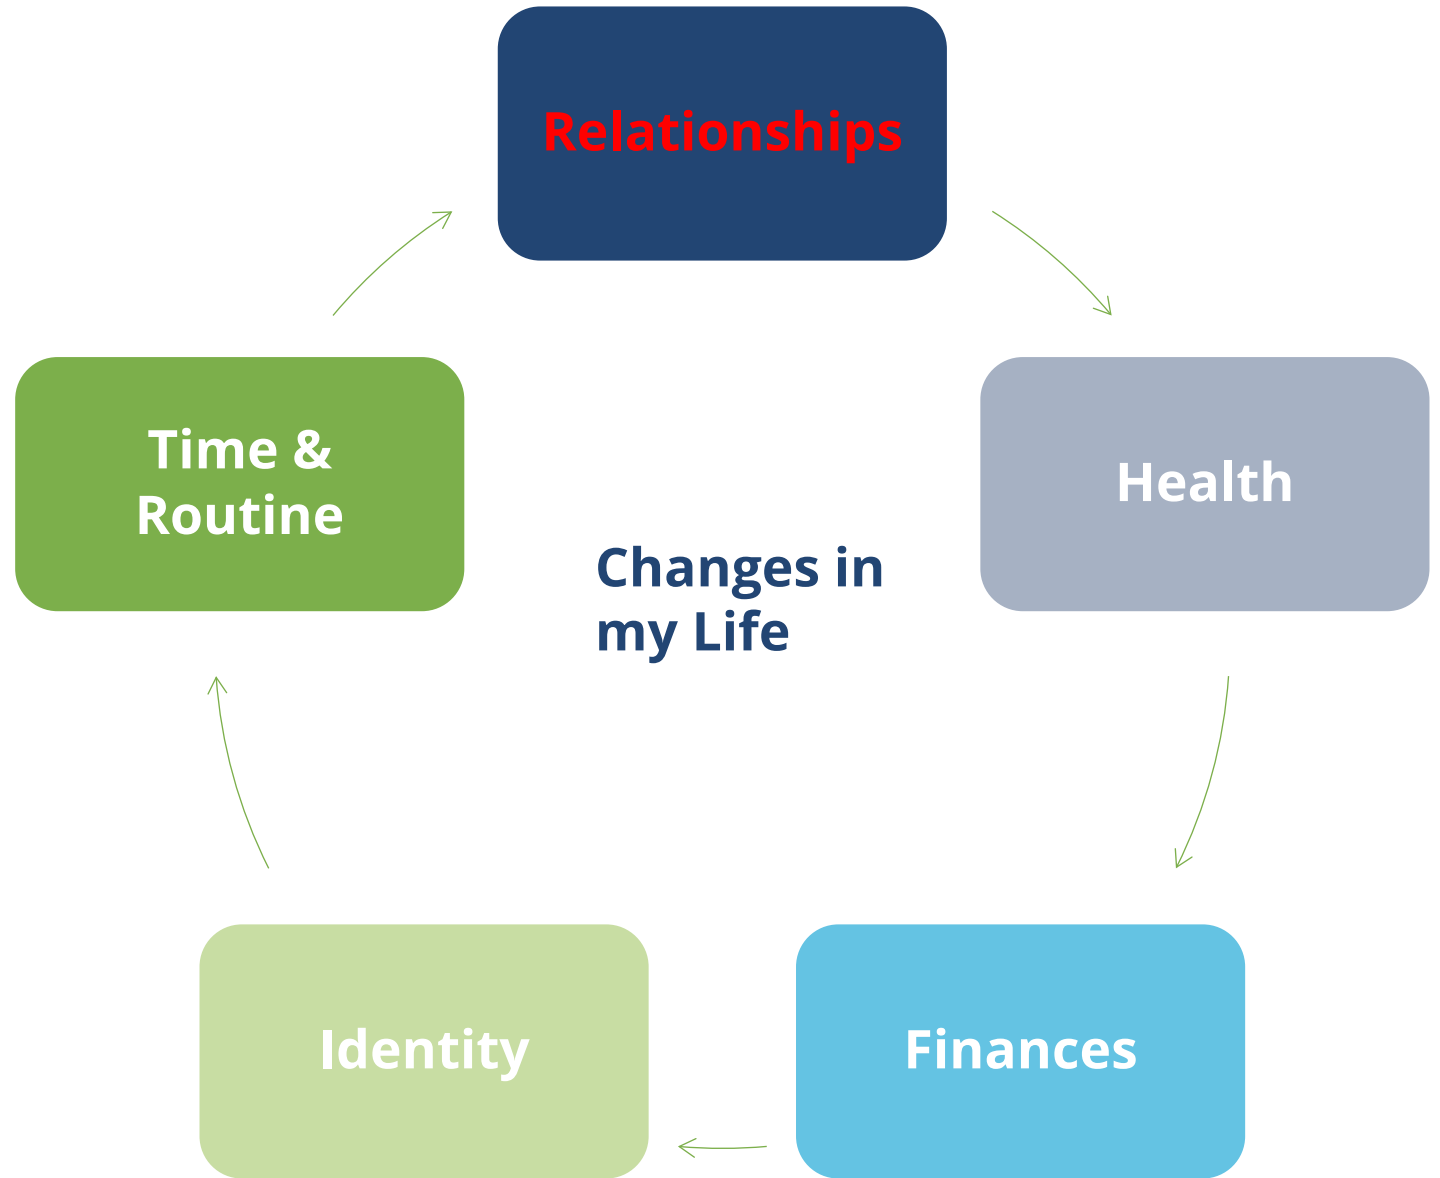 Relationships
Health
Finances
Identity
Time &
Routine
Changes in
my Life